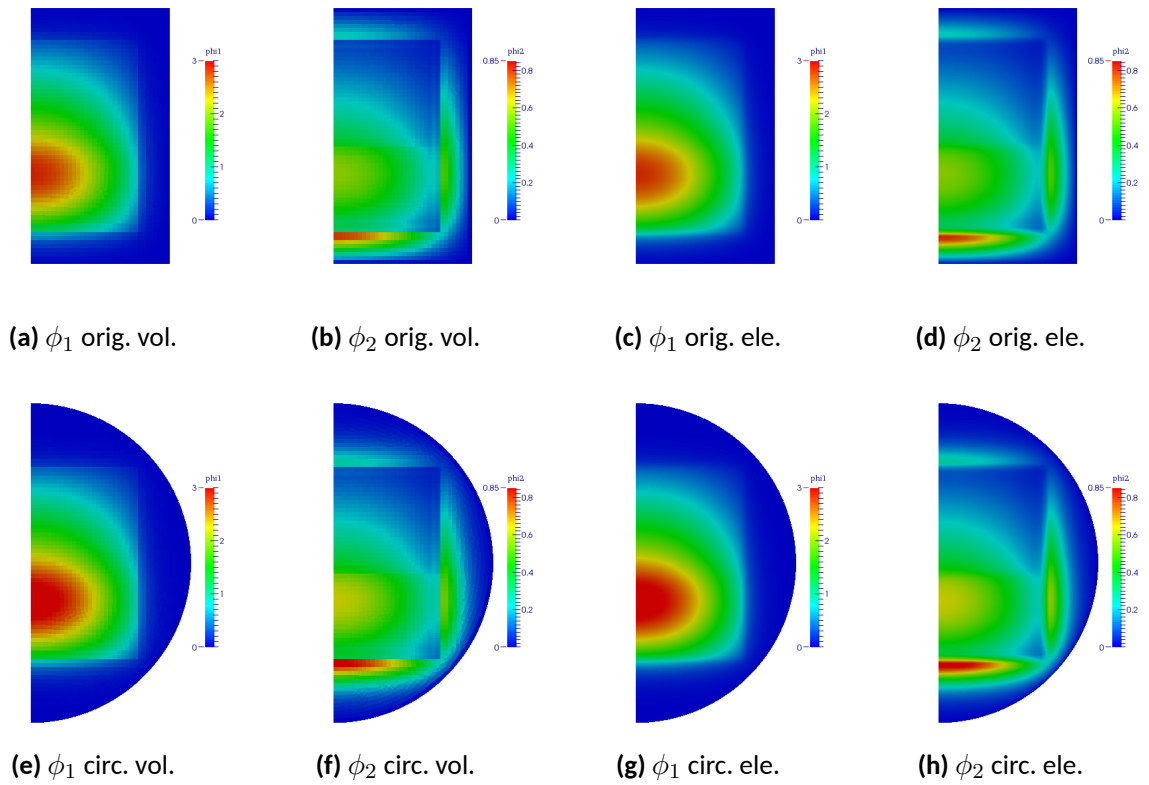 phi1
3
2
1
0
phi2
0.85
0.8
0.6
0.4
0.2
0
phi1
3
2
1
0
phi2
0.85
0.8
0.6
0.4
0.2
0
(a) ϕ₁ orig. vol.
(b) ϕ₂ orig. vol.
(c) ϕ₁ orig. ele.
(d) ϕ₂ orig. ele.
phi1
3
2
1
0
phi2
0.85
0.8
0.6
0.4
0.2
0
phi1
3
2
1
0
phi2
0.85
0.8
0.6
0.4
0.2
0
(e) ϕ₁ circ. vol.
(f) ϕ₂ circ. vol.
(g) ϕ₁ circ. ele.
(h) ϕ₂ circ. ele.